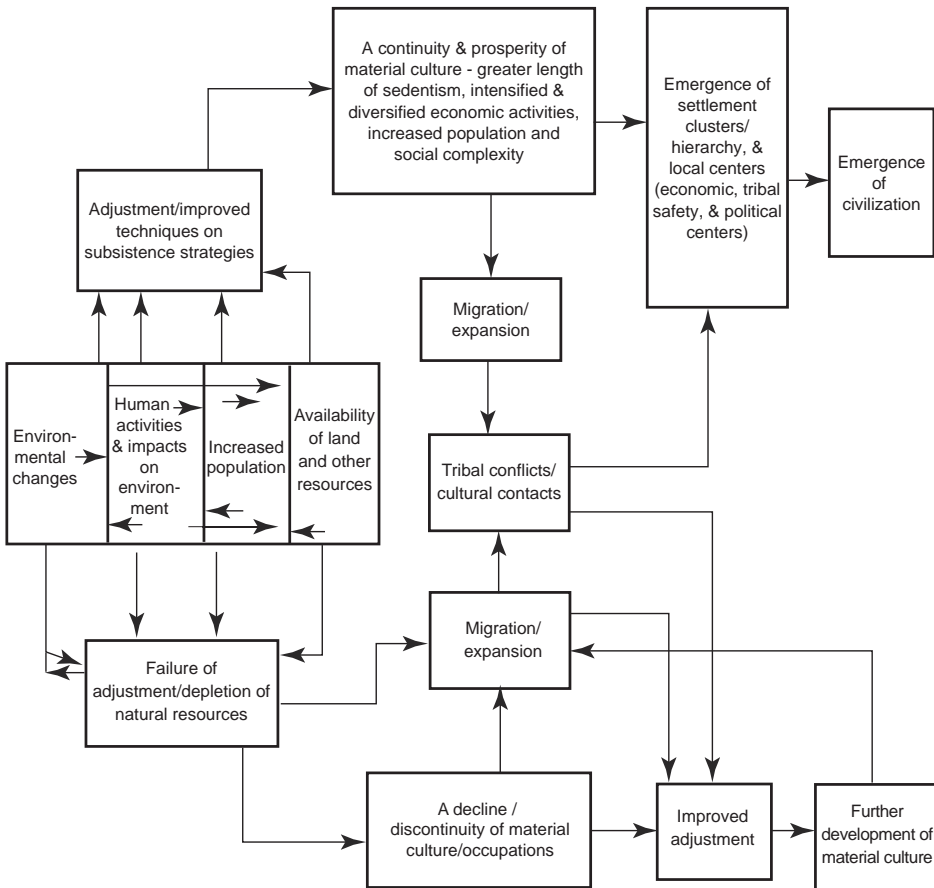 A continuity & prosperity of
material culture - greater length
of sedentism, intensified &
diversified economic activities,
increased population and
social complexity
Emergence of
settlement
clusters/
hierarchy, &
local centers
(economic, tribal
safety, & political
centers)
Emergence
of
civilization
Adjustment/improved
techniques on
subsistence strategies
Migration/
expansion
Environ-
mental
changes
Human
activities
& impacts
on
environ-
ment
Increased
population
Availability
of land
and other
resources
Tribal conflicts/
cultural contacts
Migration/
expansion
Failure of
adjustment/depletion of
natural resources
A decline /
discontinuity of material
culture/occupations
Improved
adjustment
Further
development of
material culture